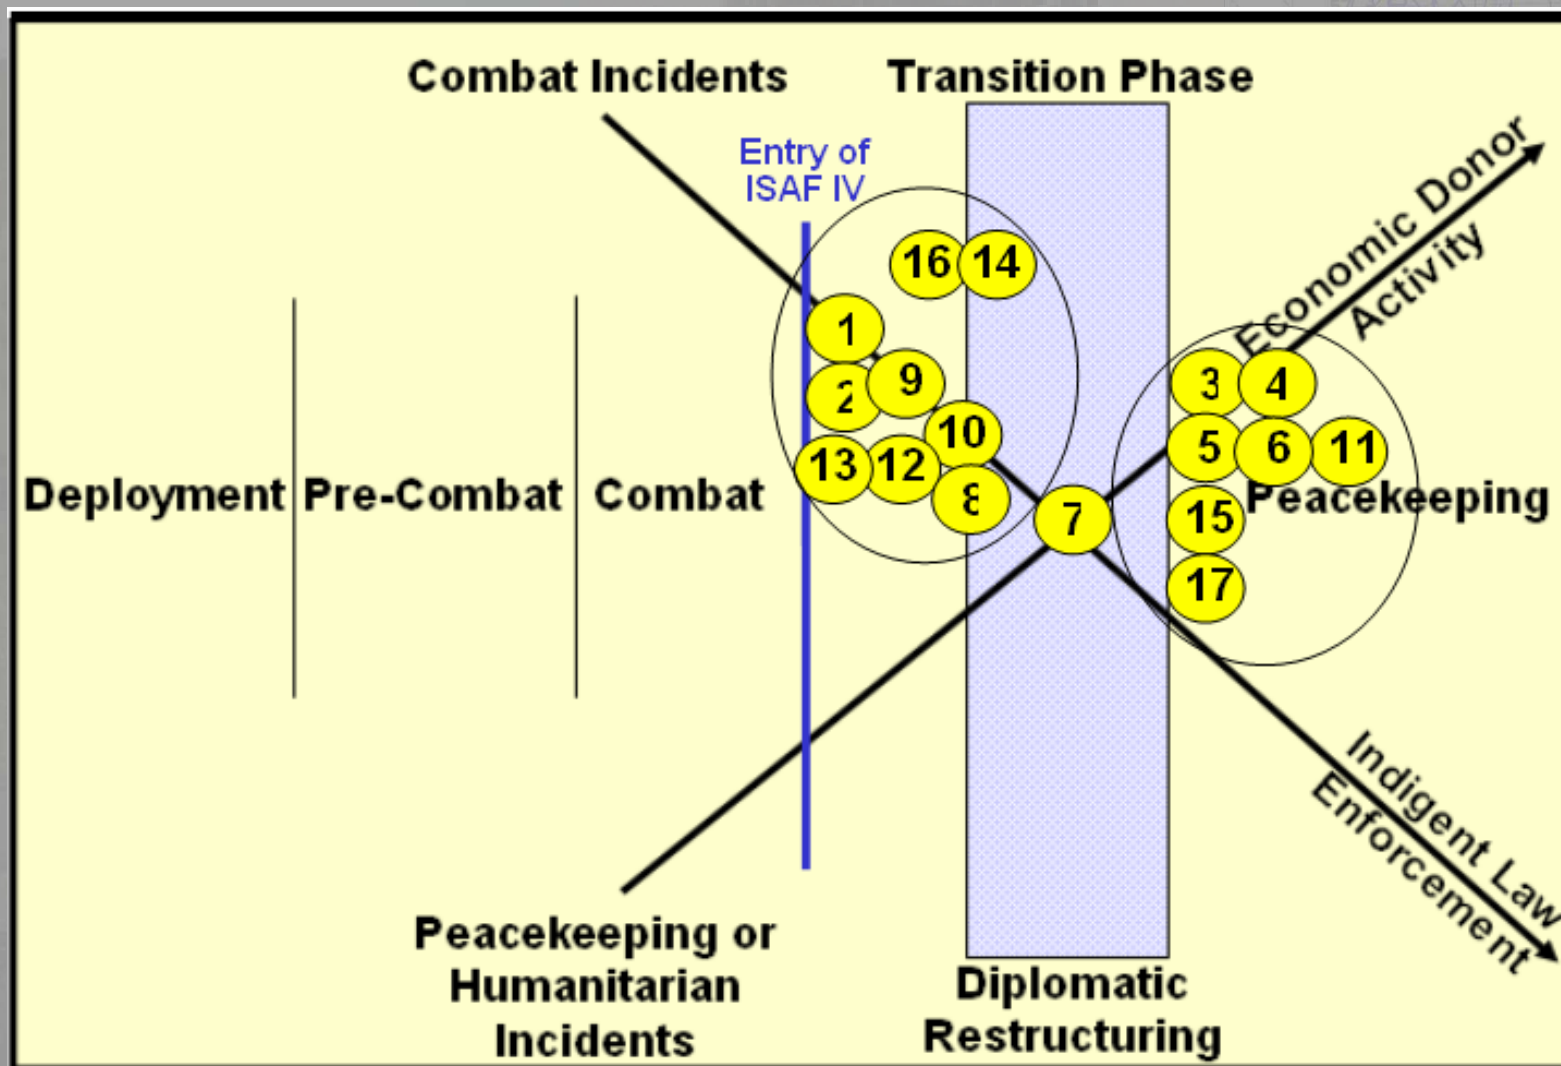 Combat Incidents
Transition Phase
Entry of
ISAF IV
Economic Donor
Activity
16
14
1
2
9
10
13
12
8
7
3
4
5
6
11
15
17
Deployment
Pre-Combat
Combat
Peacekeeping
Indigent Law
Enforcement
Peacekeeping or
Humanitarian
Incidents
Diplomatic
Restructuring